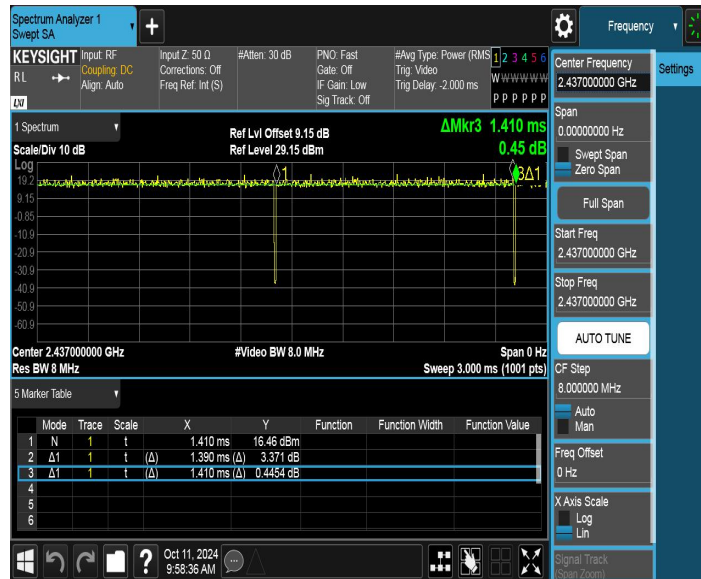 Spectrum Analyzer 1
Swept SA
+
Frequency
KEYSIGHT
RL
LXI
Input: RF
Coupling: DC
Align: Auto
Input Z: 50 Ω
Corrections: Off
Freq Ref: Int (S)
#Atten: 30 dB
PNO: Fast
Gate: Off
IF Gain: Low
Sig Track: Off
#Avg Type: Power (RMS
Trig: Video
Trig Delay: -2.000 ms
1 2 3 4 5 6
W W W W W W
P P P P P P
1 Spectrum
Scale/Div 10 dB
Ref Lvl Offset 9.15 dB
Ref Level 29.15 dBm
ΔMkr3 1.410 ms
0.45 dB
Log
19.2
9.15
-0.85
-10.9
-20.9
-30.9
-40.9
-50.9
-60.9
1
3Δ1
Center 2.437000000 GHz
#Video BW 8.0 MHz
Span 0 Hz
Res BW 8 MHz
Sweep 3.000 ms (1001 pts)
5 Marker Table
Mode Trace Scale X Y Function Function Width Function Value
1 N 1 t 1.410 ms 16.46 dBm
2 Δ1 1 t (Δ) 1.390 ms (Δ) 3.371 dB
3 Δ1 1 t (Δ) 1.410 ms (Δ) 0.4454 dB
4
5
6
Oct 11, 2024
9:58:36 AM
Center Frequency
2.437000000 GHz
Settings
Span
0.00000000 Hz
Swept Span
Zero Span
Full Span
Start Freq
2.437000000 GHz
Stop Freq
2.437000000 GHz
AUTO TUNE
CF Step
8.000000 MHz
Auto
Man
Freq Offset
0 Hz
X Axis Scale
Log
Lin
Signal Track
(Span Zoom)